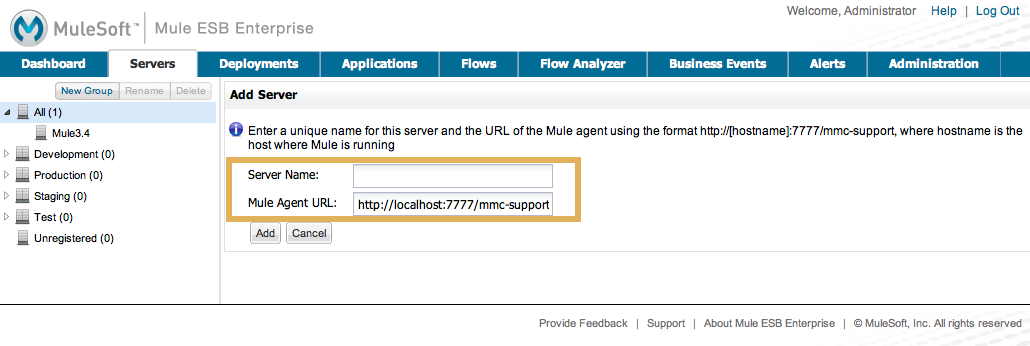 Welcome, Administrator Help | Log Out
MuleSoft™ | Mule ESB Enterprise
Dashboard Servers Deployments Applications Flows Flow Analyzer Business Events Alerts Administration
New Group Rename Delete
All (1)
Mule3.4
Development (0)
Production (0)
Staging (0)
Test (0)
Unregistered (0)
Add Server
Enter a unique name for this server and the URL of the Mule agent using the format http://[hostname]:7777/mmc-support, where hostname is the
host where Mule is running
Server Name:
Mule Agent URL: http://localhost:7777/mmc-support
Add Cancel
Provide Feedback | Support | About Mule ESB Enterprise | © MuleSoft, Inc. All rights reserved